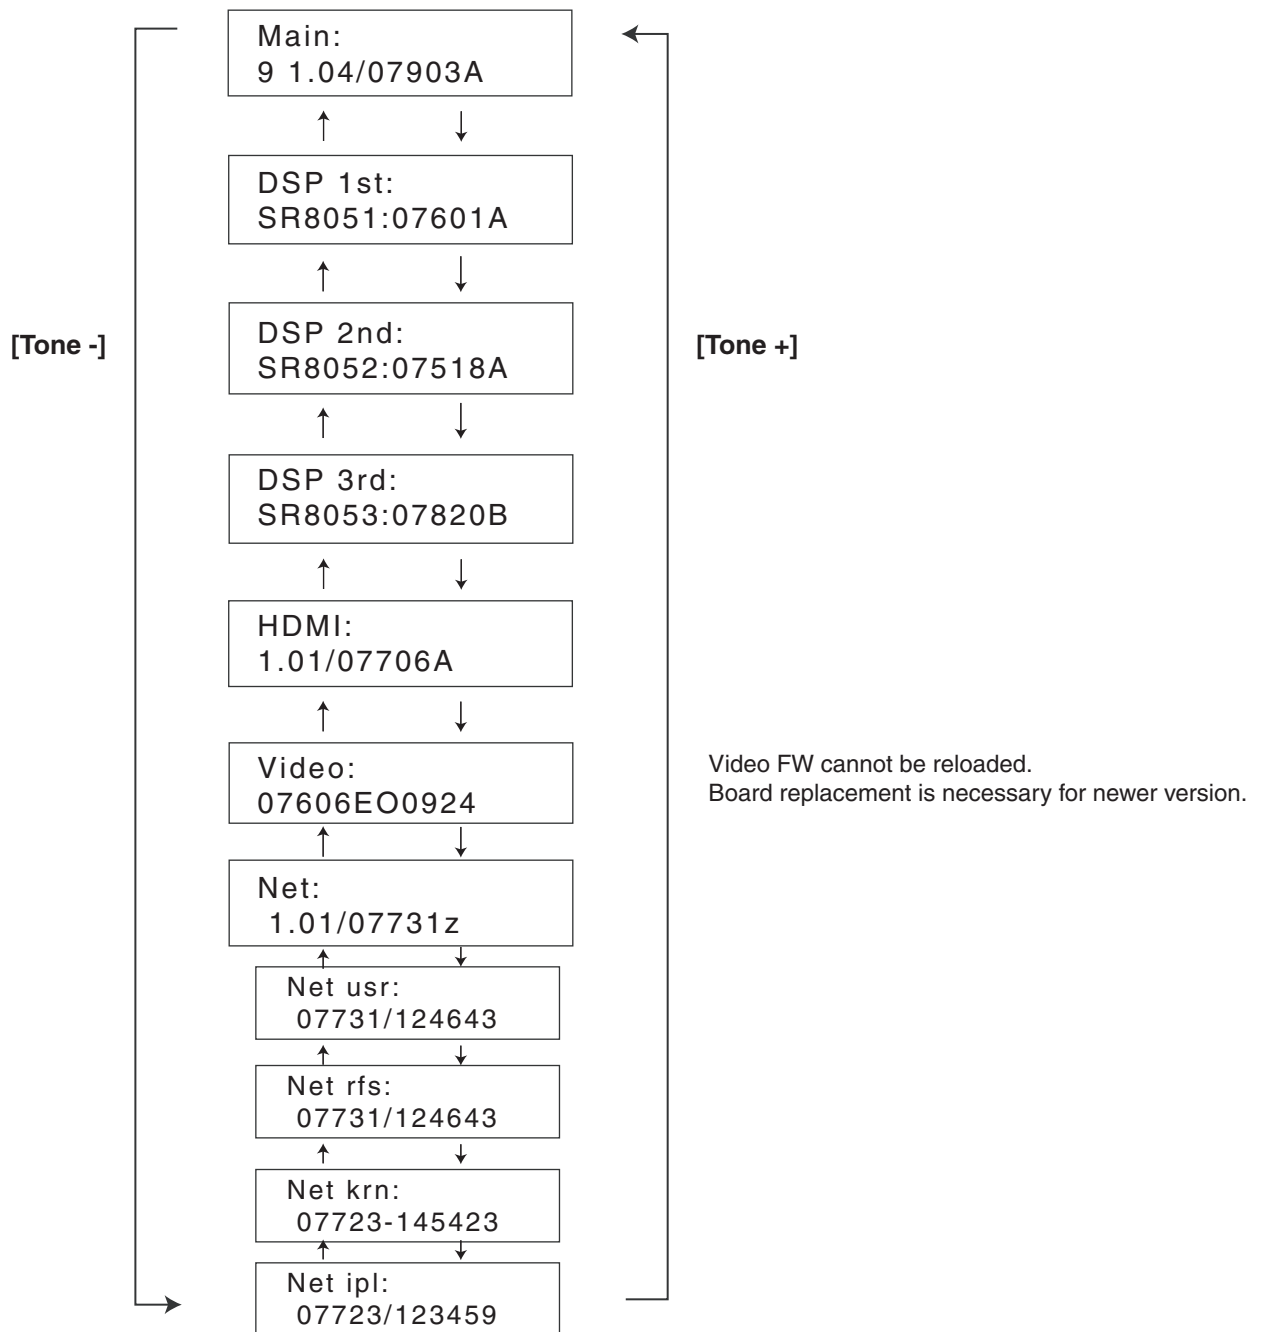 Main:
9 1.04/07903A
DSP 1st:
SR8051:07601A
DSP 2nd:
SR8052:07518A
[Tone -]
[Tone +]
DSP 3rd:
SR8053:07820B
HDMI:
1.01/07706A
Video:
07606EO0924
Video FW cannot be reloaded.
Board replacement is necessary for newer version.
Net:
1.01/07731z
Net usr:
07731/124643
Net rfs:
07731/124643
Net krn:
07723-145423
Net ipl:
07723/123459